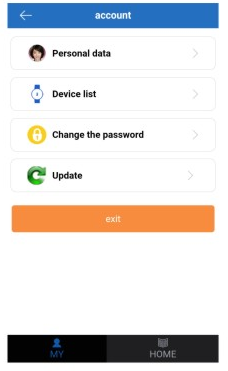 account
Personal data
Device list
Change the password
Update
exit
MY
HOME